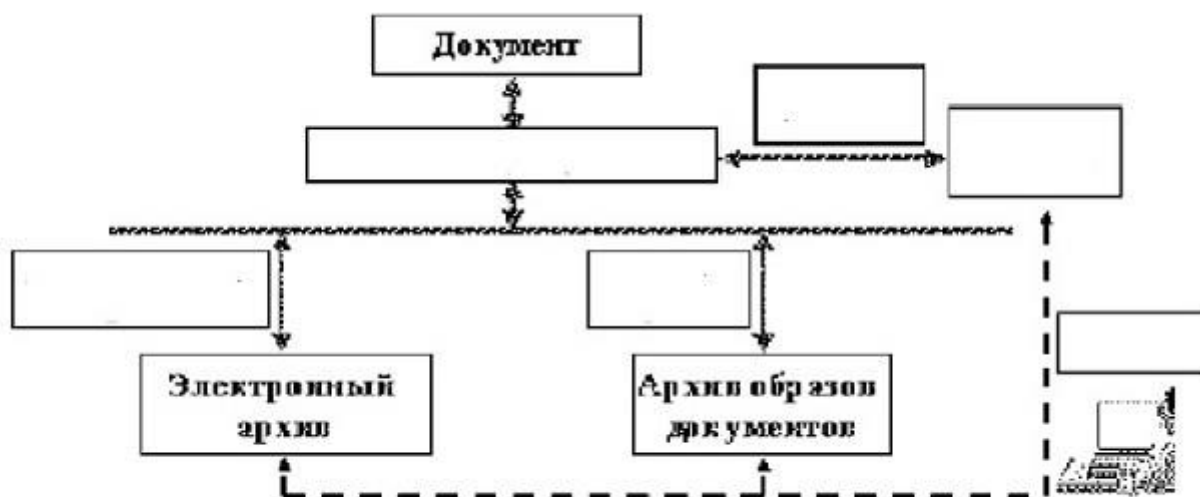 Документ
Электронный
архив
Архив образов
документов